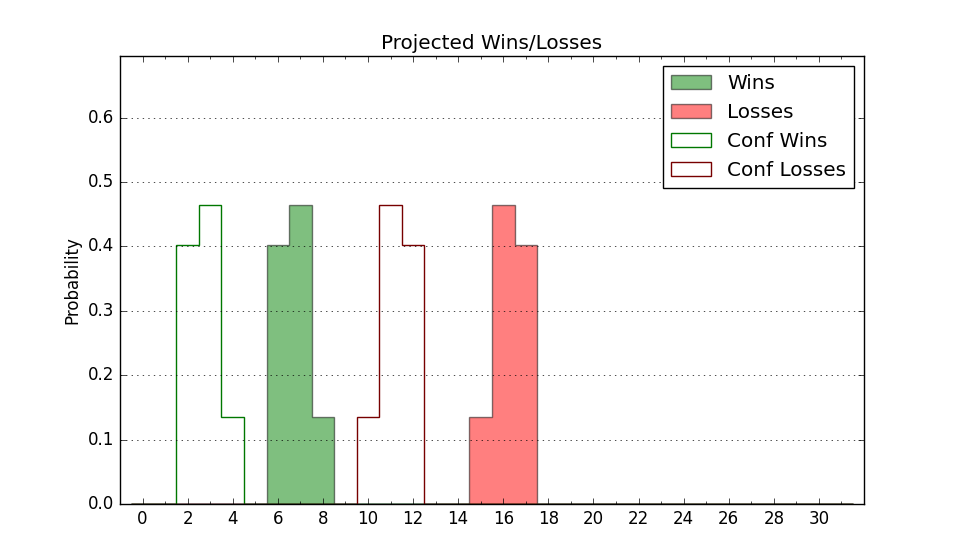 Projected Wins/Losses
Wins
Losses
Conf Wins
Conf Losses
Probability
0.6
0.5
0.4
0.3
0.2
0.1
0.0
0 2 4 6 8 10 12 14 16 18 20 22 24 26 28 30